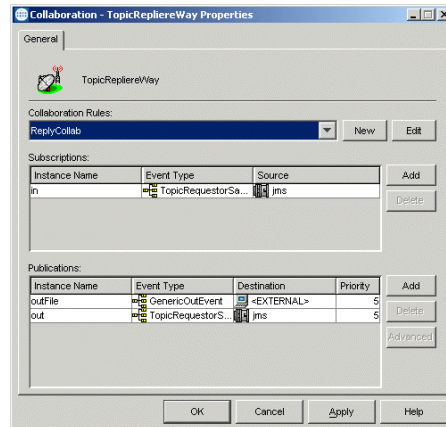 Collaboration - TopicRepliereWay Properties
General
TopicRepliereWay
Collaboration Rules:
ReplyCollab
New
Edit
Subscriptions:
Instance Name Event Type Source
in TopicRequestorSa... jms
Add
Delete
Publications:
Instance Name Event Type Destination Priority
outFile GenericOutEvent <EXTERNAL> 5
out TopicRequestorS... jms 5
Add
Delete
Advanced
OK Cancel Apply Help